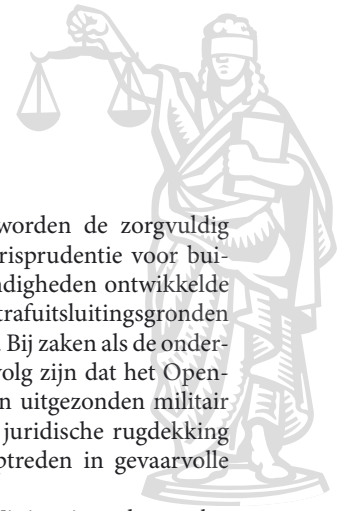 worden de zorgvuldig
risprudentie voor bui-
ndigheden ontwikkelde
trafuitsluitingsgronden
. Bij zaken als de onder-
volg zijn dat het Open-
n uitgezonden militair
juridische rugdekking
ptreden in gevaarvolle